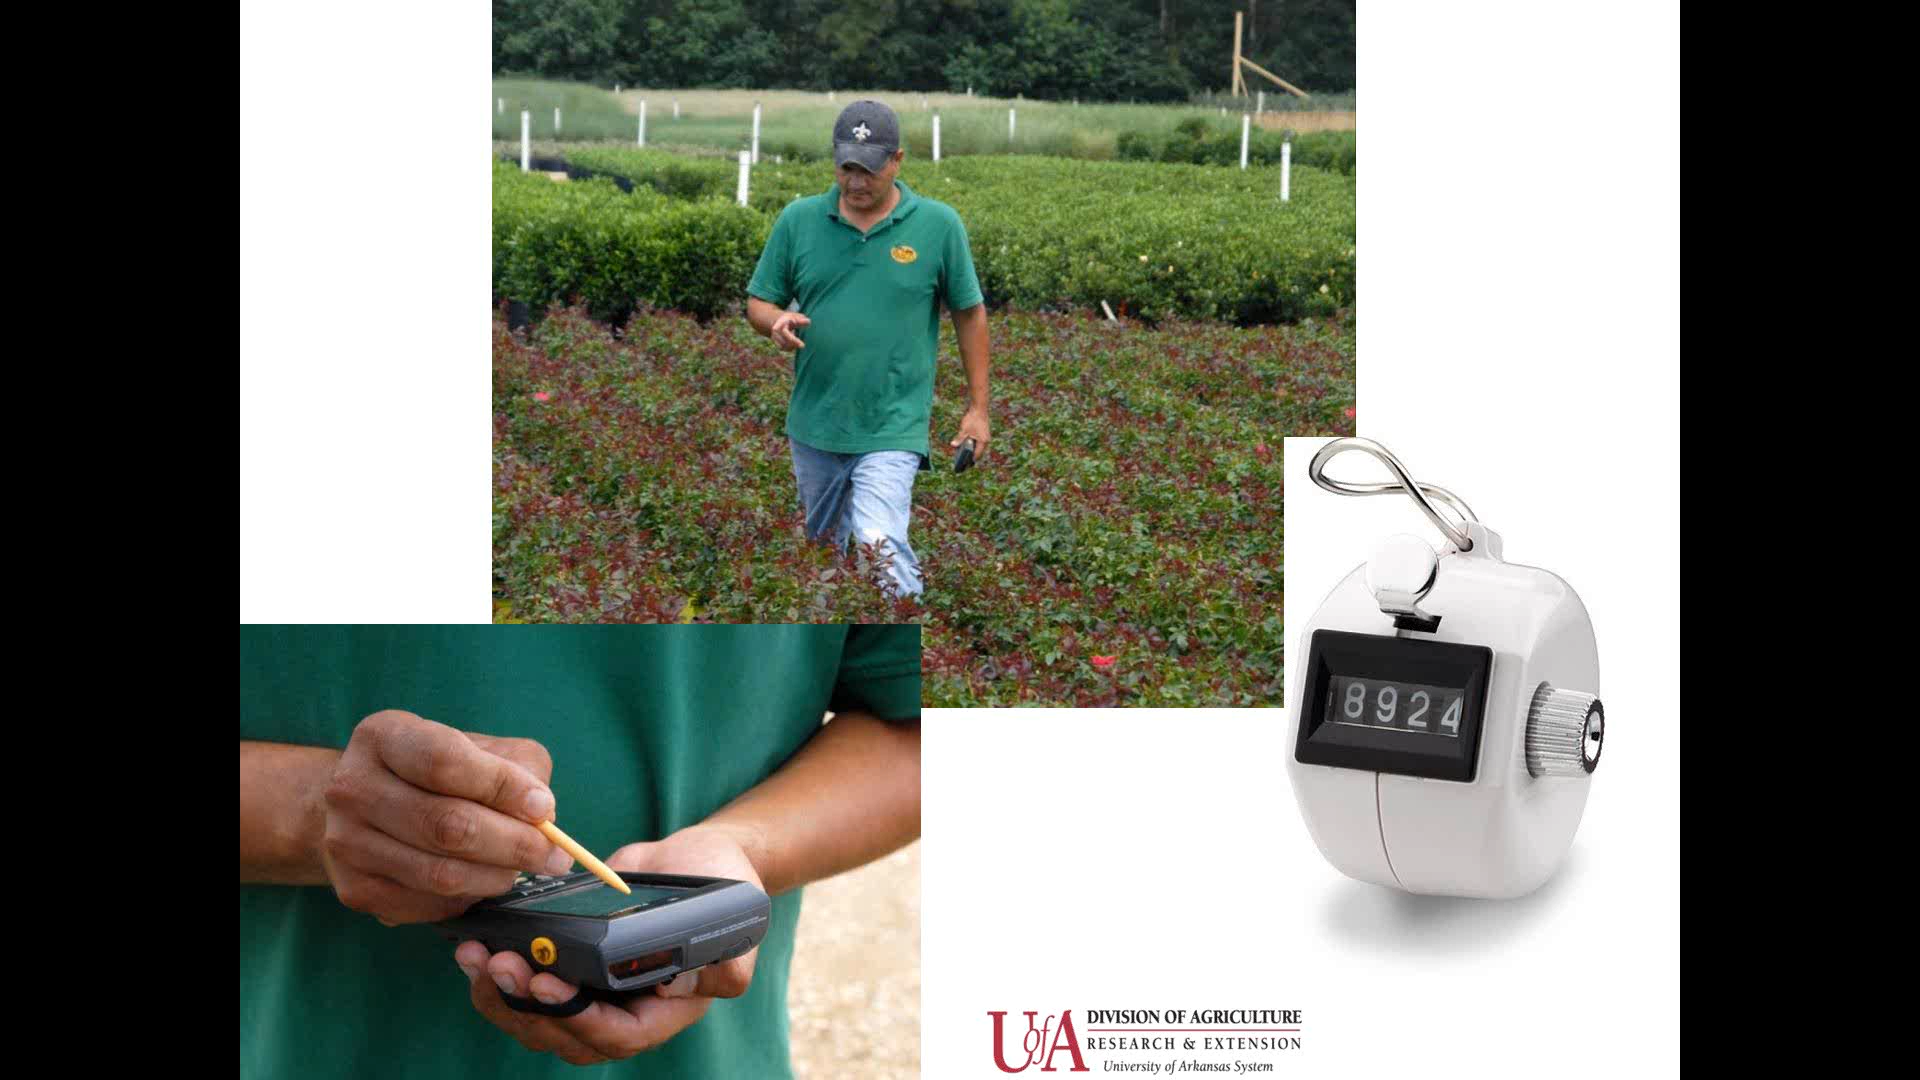 8924
UofA
DIVISION OF AGRICULTURE
RESEARCH & EXTENSION
University of Arkansas System